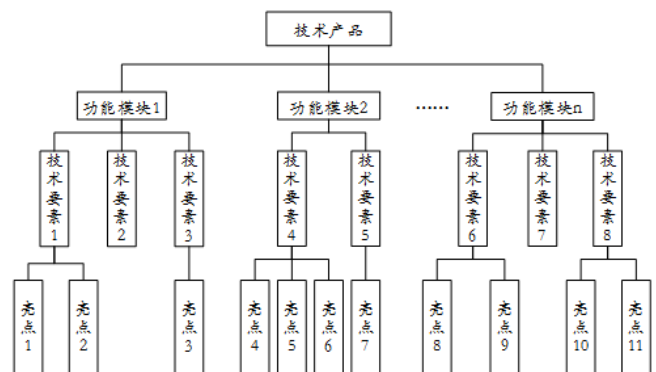 技术产品
功能模块1
功能模块2
……
功能模块n
技术要素1
技术要素2
技术要素3
技术要素4
技术要素5
技术要素6
技术要素7
技术要素8
亮点1
亮点2
亮点3
亮点4
亮点5
亮点6
亮点7
亮点8
亮点9
亮点10
亮点11